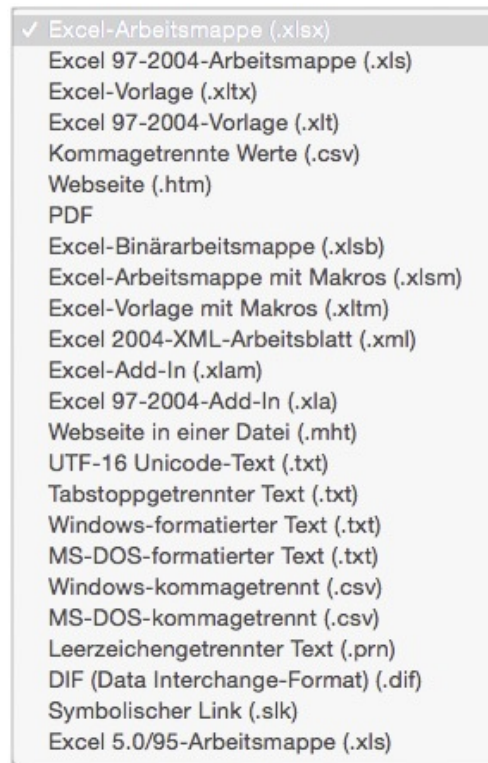 ✓ Excel-Arbeitsmappe (.xlsx)
Excel 97-2004-Arbeitsmappe (.xls)
Excel-Vorlage (.xltx)
Excel 97-2004-Vorlage (.xlt)
Kommagetrennte Werte (.csv)
Webseite (.htm)
PDF
Excel-Binärarbeitsmappe (.xlsb)
Excel-Arbeitsmappe mit Makros (.xlsm)
Excel-Vorlage mit Makros (.xltm)
Excel 2004-XML-Arbeitsblatt (.xml)
Excel-Add-In (.xlam)
Excel 97-2004-Add-In (.xla)
Webseite in einer Datei (.mht)
UTF-16 Unicode-Text (.txt)
Tabstoppgetrennter Text (.txt)
Windows-formatierter Text (.txt)
MS-DOS-formatierter Text (.txt)
Windows-kommagetrennt (.csv)
MS-DOS-kommagetrennt (.csv)
Leerzeichengetrennter Text (.prn)
DIF (Data Interchange-Format) (.dif)
Symbolischer Link (.slk)
Excel 5.0/95-Arbeitsmappe (.xls)